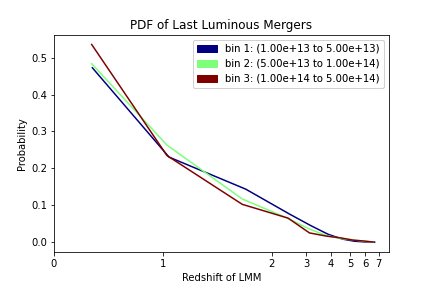 PDF of Last Luminous Mergers
bin 1: (1.00e+13 to 5.00e+13)
bin 2: (5.00e+13 to 1.00e+14)
bin 3: (1.00e+14 to 5.00e+14)
Probability
0.5
0.4
0.3
0.2
0.1
0.0
0 1 2 3 4 5 6 7
Redshift of LMM